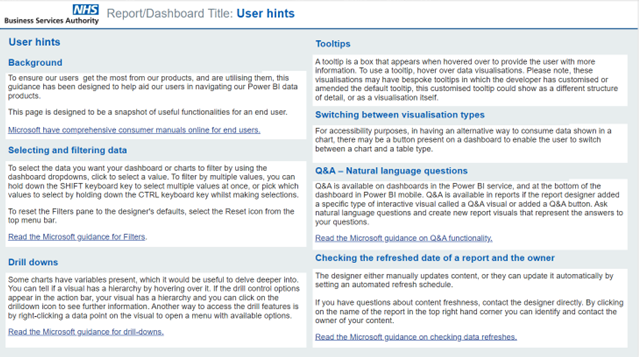 NHS
Business Services Authority
Report/Dashboard Title: User hints
User hints
Background
To ensure our users get the most from our products, and are utilising them, this
guidance has been designed to help aid our users in navigating our Power BI data
products.
This page is designed to be a snapshot of useful functionalities for an end user.
Microsoft have comprehensive consumer manuals online for end users.
Selecting and filtering data
To select the data you want your dashboard or charts to filter by using the
dashboard dropdowns, click to select a value. To filter by multiple values, you can
hold down the SHIFT keyboard key to select multiple values at once, or pick which
values to select by holding down the CTRL keyboard key whilst making selections.
To reset the Filters pane to the designer's defaults, select the Reset icon from the
top menu bar.
Read the Microsoft guidance for Filters.
Drill downs
Some charts have variables present, which it would be useful to delve deeper into.
You can tell if a visual has a hierarchy by hovering over it. If the drill control options
appear in the action bar, your visual has a hierarchy and you can click on the
drilldown icon to see further information. Another way to access the drill features is
by right-clicking a data point on the visual to open a menu with available options.
Read the Microsoft guidance for drill-downs.
Tooltips
A tooltip is a box that appears when hovered over to provide the user with more
information. To use a tooltip, hover over data visualisations. Please note, these
visualisations may have bespoke tooltips in which the developer has customised or
amended the default tooltip, this customised tooltip could show as a different structure
of detail, or as a visualisation itself.
Switching between visualisation types
For accessibility purposes, in having an alternative way to consume data shown in a
chart, there may be a button present on a dashboard to enable the user to switch
between a chart and a table type.
Q&A – Natural language questions
Q&A is available on dashboards in the Power BI service, and at the bottom of the
dashboard in Power BI mobile. Q&A is available in reports if the report designer added
a specific type of interactive visual called a Q&A visual or added a Q&A button. Ask
natural language questions and create new report visuals that represent the answers to
your questions.
Read the Microsoft guidance on Q&A functionality.
Checking the refreshed date of a report and the owner
The designer either manually updates content, or they can update it automatically by
setting an automated refresh schedule.
If you have questions about content freshness, contact the designer directly. By clicking
on the name of the report in the top right hand corner you can identify and contact the
owner of your content.
Read the Microsoft guidance on checking data refreshes.